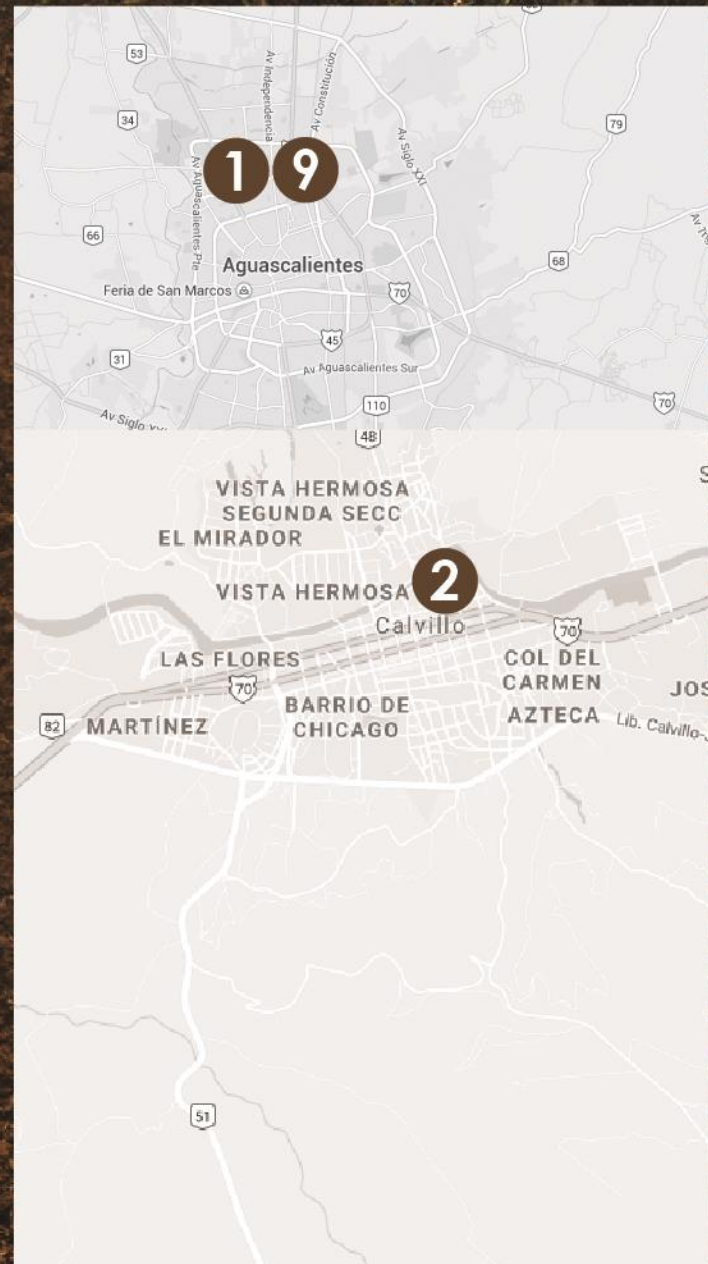 53
Av Independencia
Av Constitución
34
79
Av Siglo XXI
1
9
Av Aguascalientes Pte
66
68
Aguascalientes
Feria de San Marcos
70
45
31
Av Aguascalientes Sur
110
70
Av Siglo
48
VISTA HERMOSA
SEGUNDA SECC
EL MIRADOR
VISTA HERMOSA
2
Calvillo
70
LAS FLORES
COL DEL
CARMEN
70
JOS
BARRIO DE
CHICAGO
AZTECA
82
MARTÍNEZ
Lib. Calvillo-
51